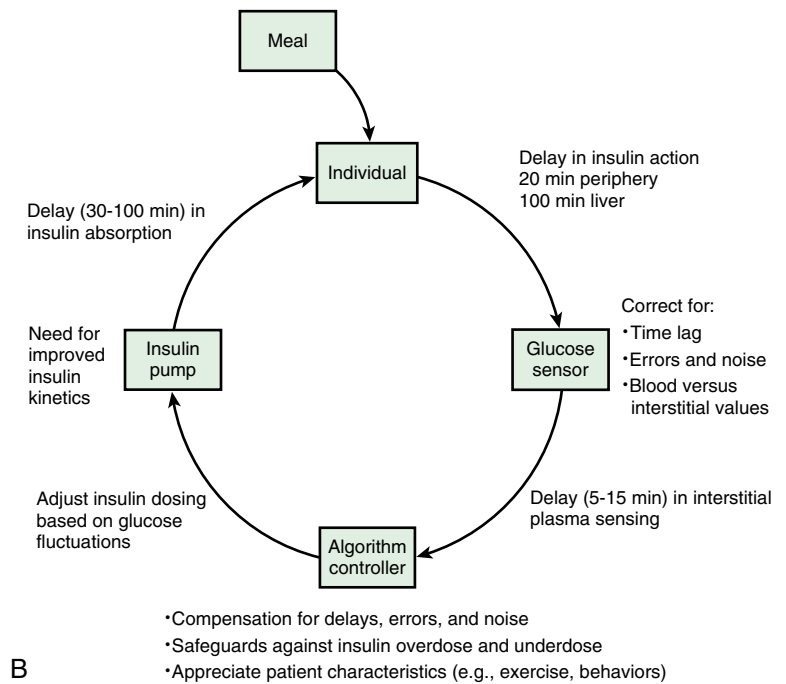 Meal
Individual
Delay in insulin action
20 min periphery
100 min liver
Delay (30-100 min) in
insulin absorption
Correct for:
•Time lag
•Errors and noise
•Blood versus
interstitial values
Need for
improved
insulin
kinetics
Insulin
pump
Glucose
sensor
Adjust insulin dosing
based on glucose
fluctuations
Delay (5-15 min) in interstitial
plasma sensing
Algorithm
controller
•Compensation for delays, errors, and noise
•Safeguards against insulin overdose and underdose
•Appreciate patient characteristics (e.g., exercise, behaviors)
B